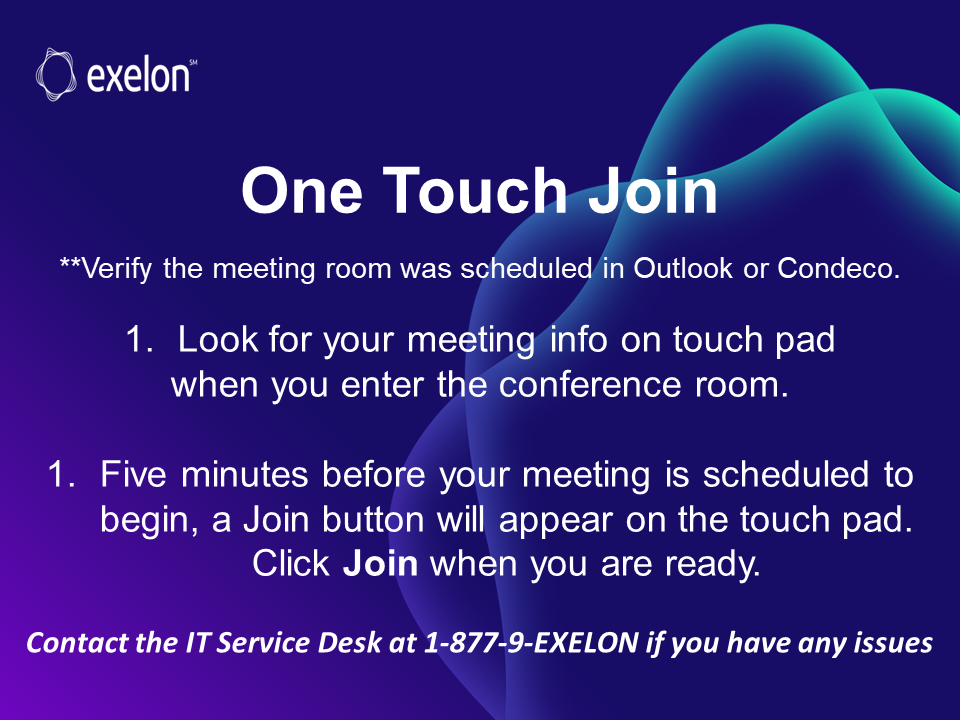 exelon℠
One Touch Join
**Verify the meeting room was scheduled in Outlook or Condeco.
1. Look for your meeting info on touch pad
when you enter the conference room.
1. Five minutes before your meeting is scheduled to
begin, a Join button will appear on the touch pad.
Click Join when you are ready.
Contact the IT Service Desk at 1-877-9-EXELON if you have any issues